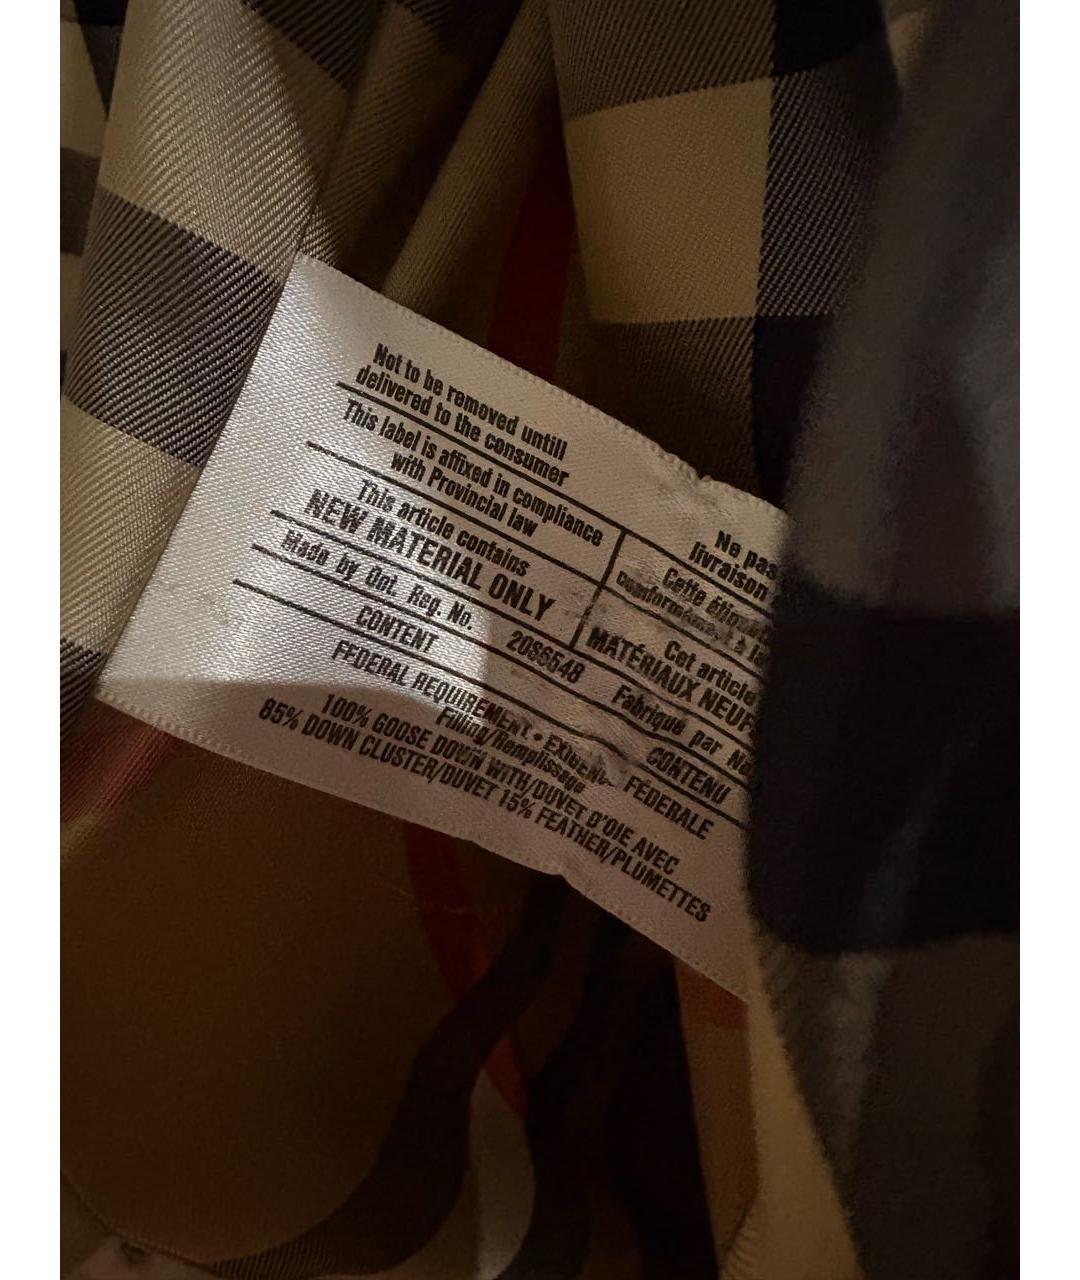 Not to be removed untill
delivered to the consumer
This label is affixed in compliance
with Provincial law
This article contains
NEW MATERIAL ONLY
Made by Ont. Reg. No.
CONTENT
FEDERAL REQUIREMENT •
Ne pas
livraison
Cette
à la
Cet article
MATÉRIAUX NEUF
Fabriqué par
CONTENU
FÉDÉRALE
Filling/Remplissage
100% GOOSE DOWN WITH/DUVET D'OIE AVEC
85% DOWN CLUSTER/DUVET 15% FEATHER/PLUMETTES